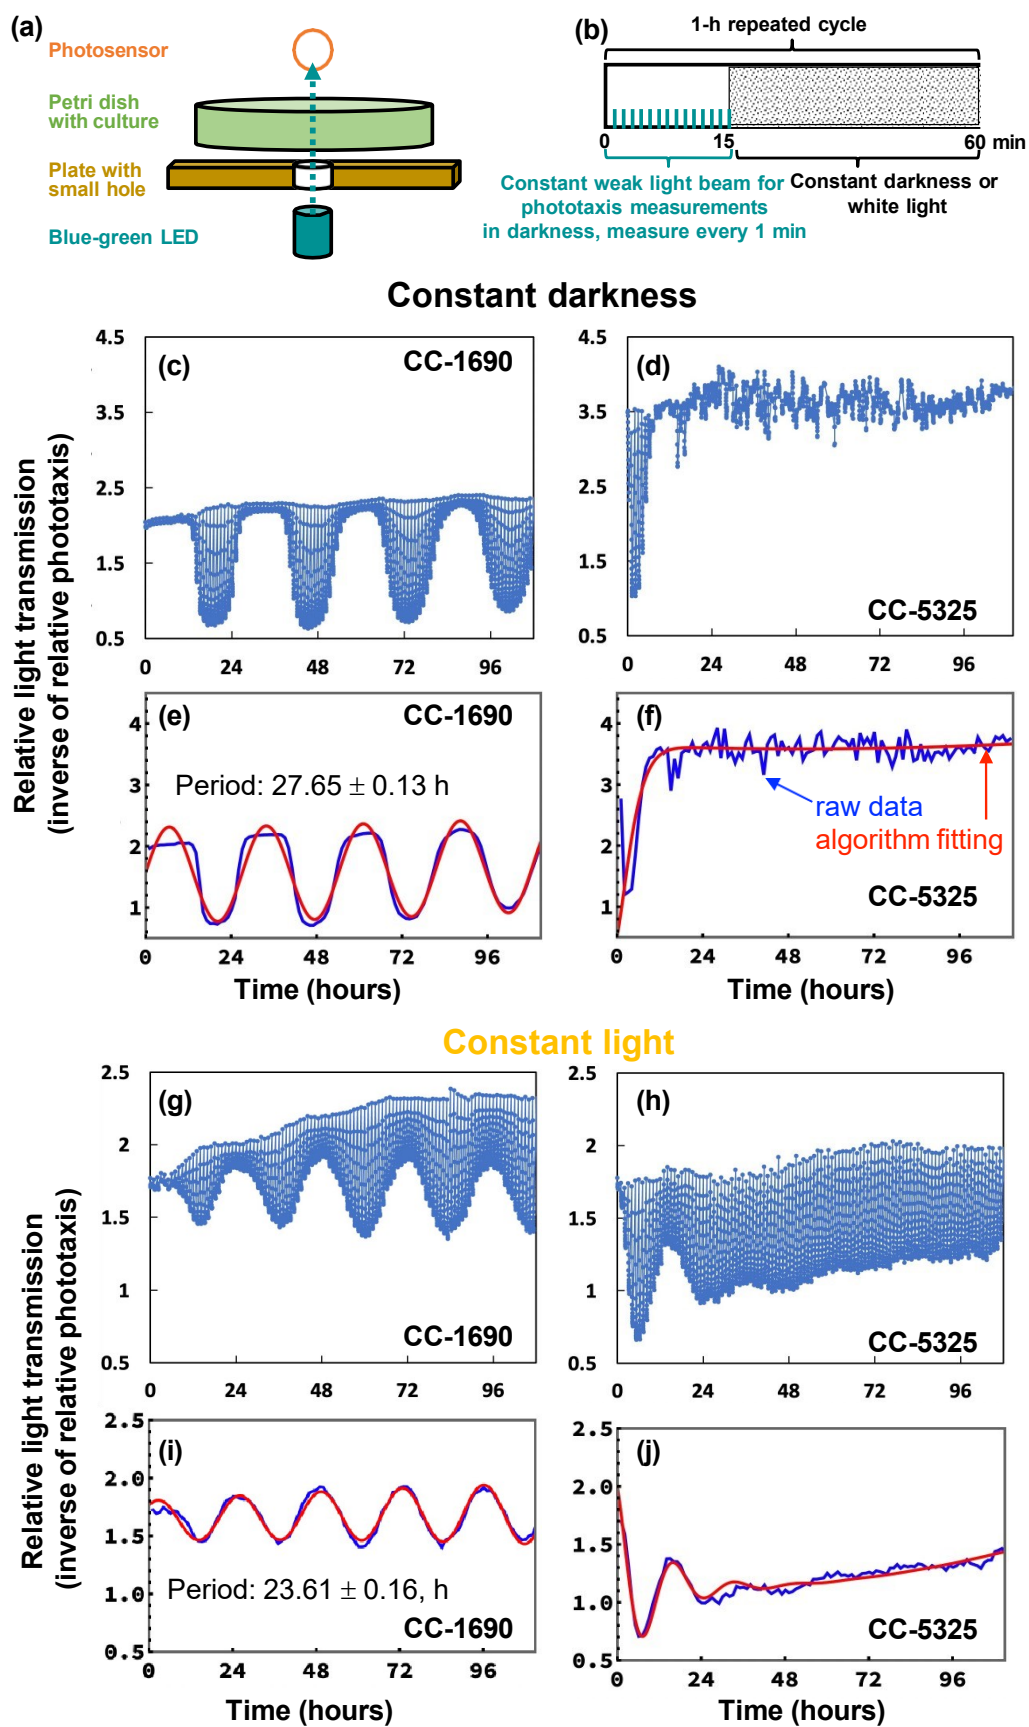 (a)
Photosensor
Petri dish
with culture
Plate with
small hole
Blue-green LED
(b)
1-h repeated cycle
0 15 60 min
Constant weak light beam for
phototaxis measurements
in darkness, measure every 1 min
Constant darkness or
white light
Constant darkness
Relative light transmission
(inverse of relative phototaxis)
(c)
CC-1690
4.5
3.5
2.5
1.5
0.5
0 24 48 72 96
(d)
CC-5325
4.5
3.5
2.5
1.5
0.5
0 24 48 72 96
(e)
CC-1690
Period: 27.65 ± 0.13 h
4
3
2
1
0 24 48 72 96
Time (hours)
(f)
raw data
algorithm fitting
CC-5325
4
3
2
1
0 24 48 72 96
Time (hours)
Constant light
Relative light transmission
(inverse of relative phototaxis)
(g)
CC-1690
2.5
2
1.5
1
0.5
0 24 48 72 96
(h)
CC-5325
2.5
2
1.5
1
0.5
0 24 48 72 96
(i)
Period: 23.61 ± 0.16, h
CC-1690
2.5
2.0
1.5
1.0
0.5
0 24 48 72 96
Time (hours)
(j)
CC-5325
2.5
2.0
1.5
1.0
0.5
0 24 48 72 96
Time (hours)